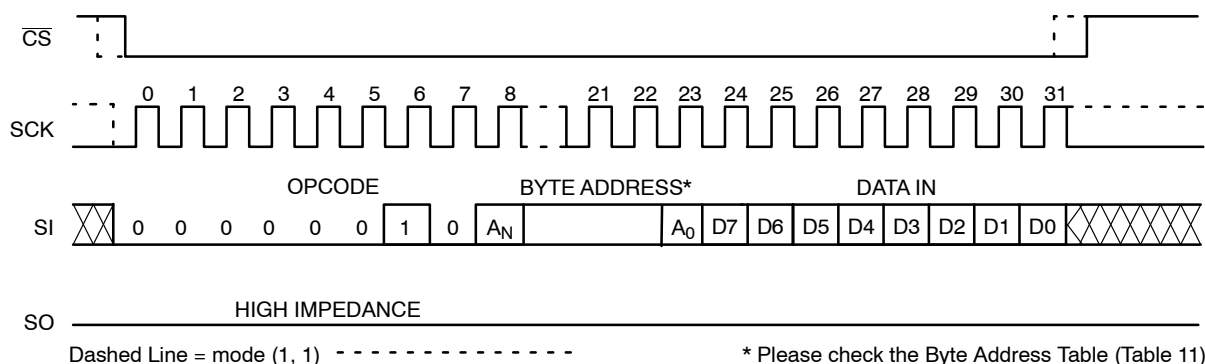 CS
0 1 2 3 4 5 6 7 8 21 22 23 24 25 26 27 28 29 30 31
SCK
OPCODE BYTE ADDRESS* DATA IN
SI 0 0 0 0 0 0 1 0 AN A0 D7 D6 D5 D4 D3 D2 D1 D0
HIGH IMPEDANCE
SO
Dashed Line = mode (1, 1) * Please check the Byte Address Table (Table 11)